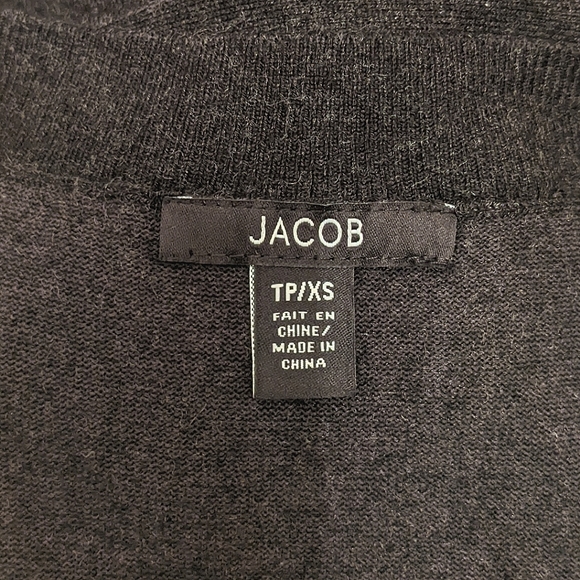 JACOB
TP/XS
FAIT EN
CHINE/
MADE IN
CHINA